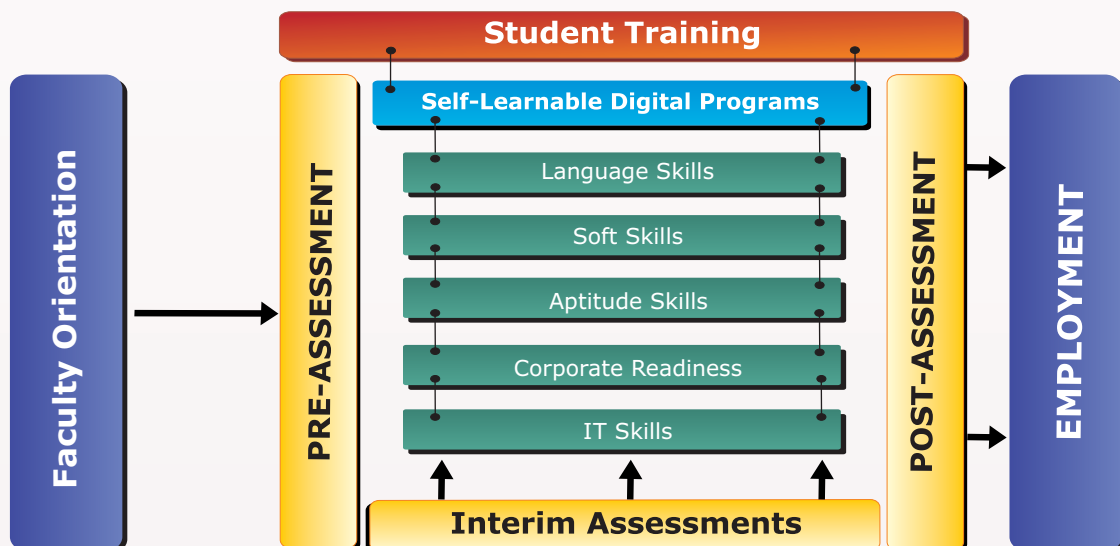 Student Training
Faculty Orientation
PRE-ASSESSMENT
Self-Learnable Digital Programs
Language Skills
Soft Skills
Aptitude Skills
Corporate Readiness
IT Skills
Interim Assessments
POST-ASSESSMENT
EMPLOYMENT